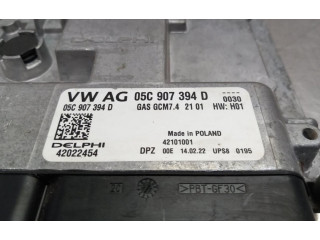 VW AG 05C 907 394 D
05C 907 394 D GAS GCM7.4 21 01 0030
HW: H01
Made in POLAND
42101001
DELPHI
42022454
DPZ 00E 14.02.22 UPS8 0195
>PBT-GF30<